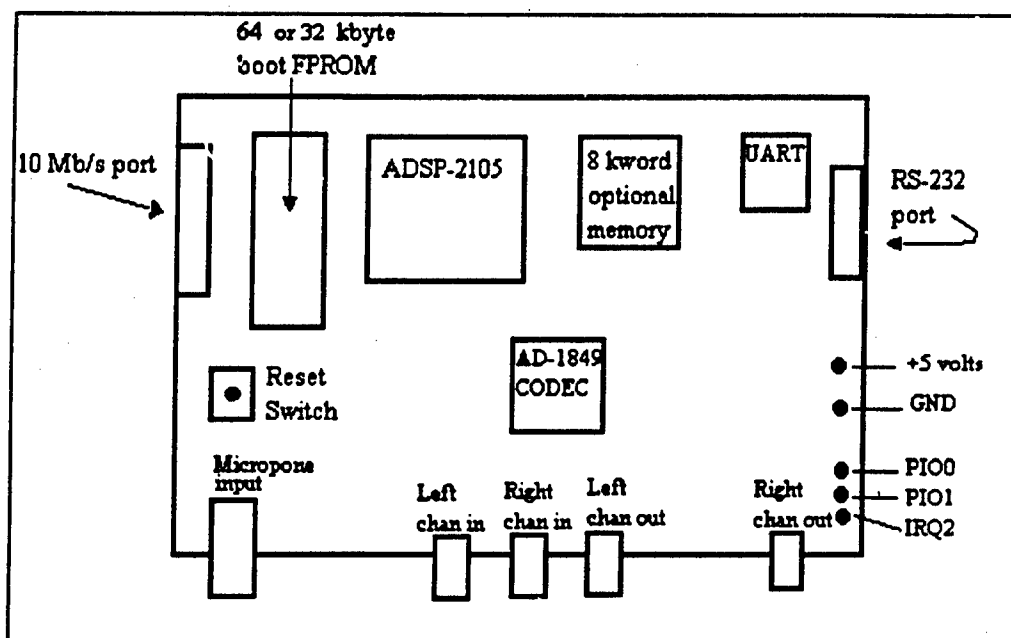 64 or 32 kbyte
boot FPROM
10 Mb/s port
ADSP-2105
8 kword
optional
memory
UART
RS-232
port
AD-1849
CODEC
Reset
Switch
+5 volts
GND
Micropone
input
Left
chan in
Right
chan in
Left
chan out
Right
chan out
PIO0
PIO1
IRQ2